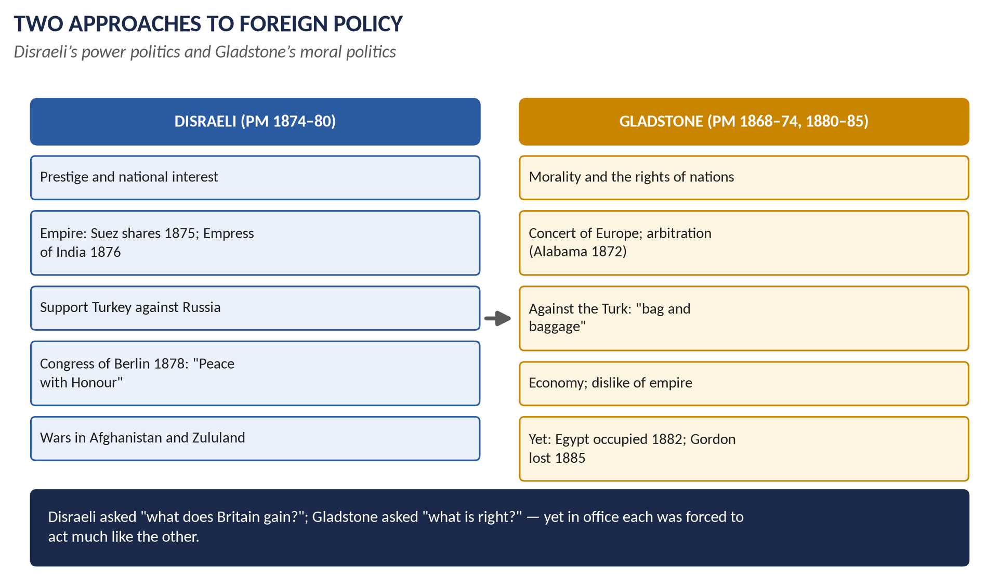 TWO APPROACHES TO FOREIGN POLICY
Disraeli’s power politics and Gladstone’s moral politics
DISRAELI (PM 1874–80)
Prestige and national interest
Empire: Suez shares 1875; Empress
of India 1876
Support Turkey against Russia
Congress of Berlin 1878: "Peace
with Honour"
Wars in Afghanistan and Zululand
GLADSTONE (PM 1868–74, 1880–85)
Morality and the rights of nations
Concert of Europe; arbitration
(Alabama 1872)
Against the Turk: "bag and
baggage"
Economy; dislike of empire
Yet: Egypt occupied 1882; Gordon
lost 1885
Disraeli asked "what does Britain gain?"; Gladstone asked "what is right?" — yet in office each was forced to
act much like the other.